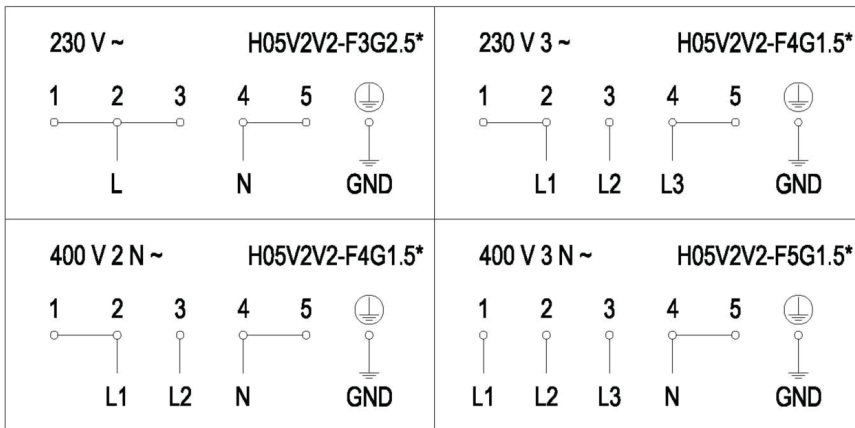 230 V ~ H05V2V2-F3G2.5*
1 2 3 4 5
L N GND
230 V 3 ~ H05V2V2-F4G1.5*
1 2 3 4 5
L1 L2 L3 GND
400 V 2 N ~ H05V2V2-F4G1.5*
1 2 3 4 5
L1 L2 N GND
400 V 3 N ~ H05V2V2-F5G1.5*
1 2 3 4 5
L1 L2 L3 N GND